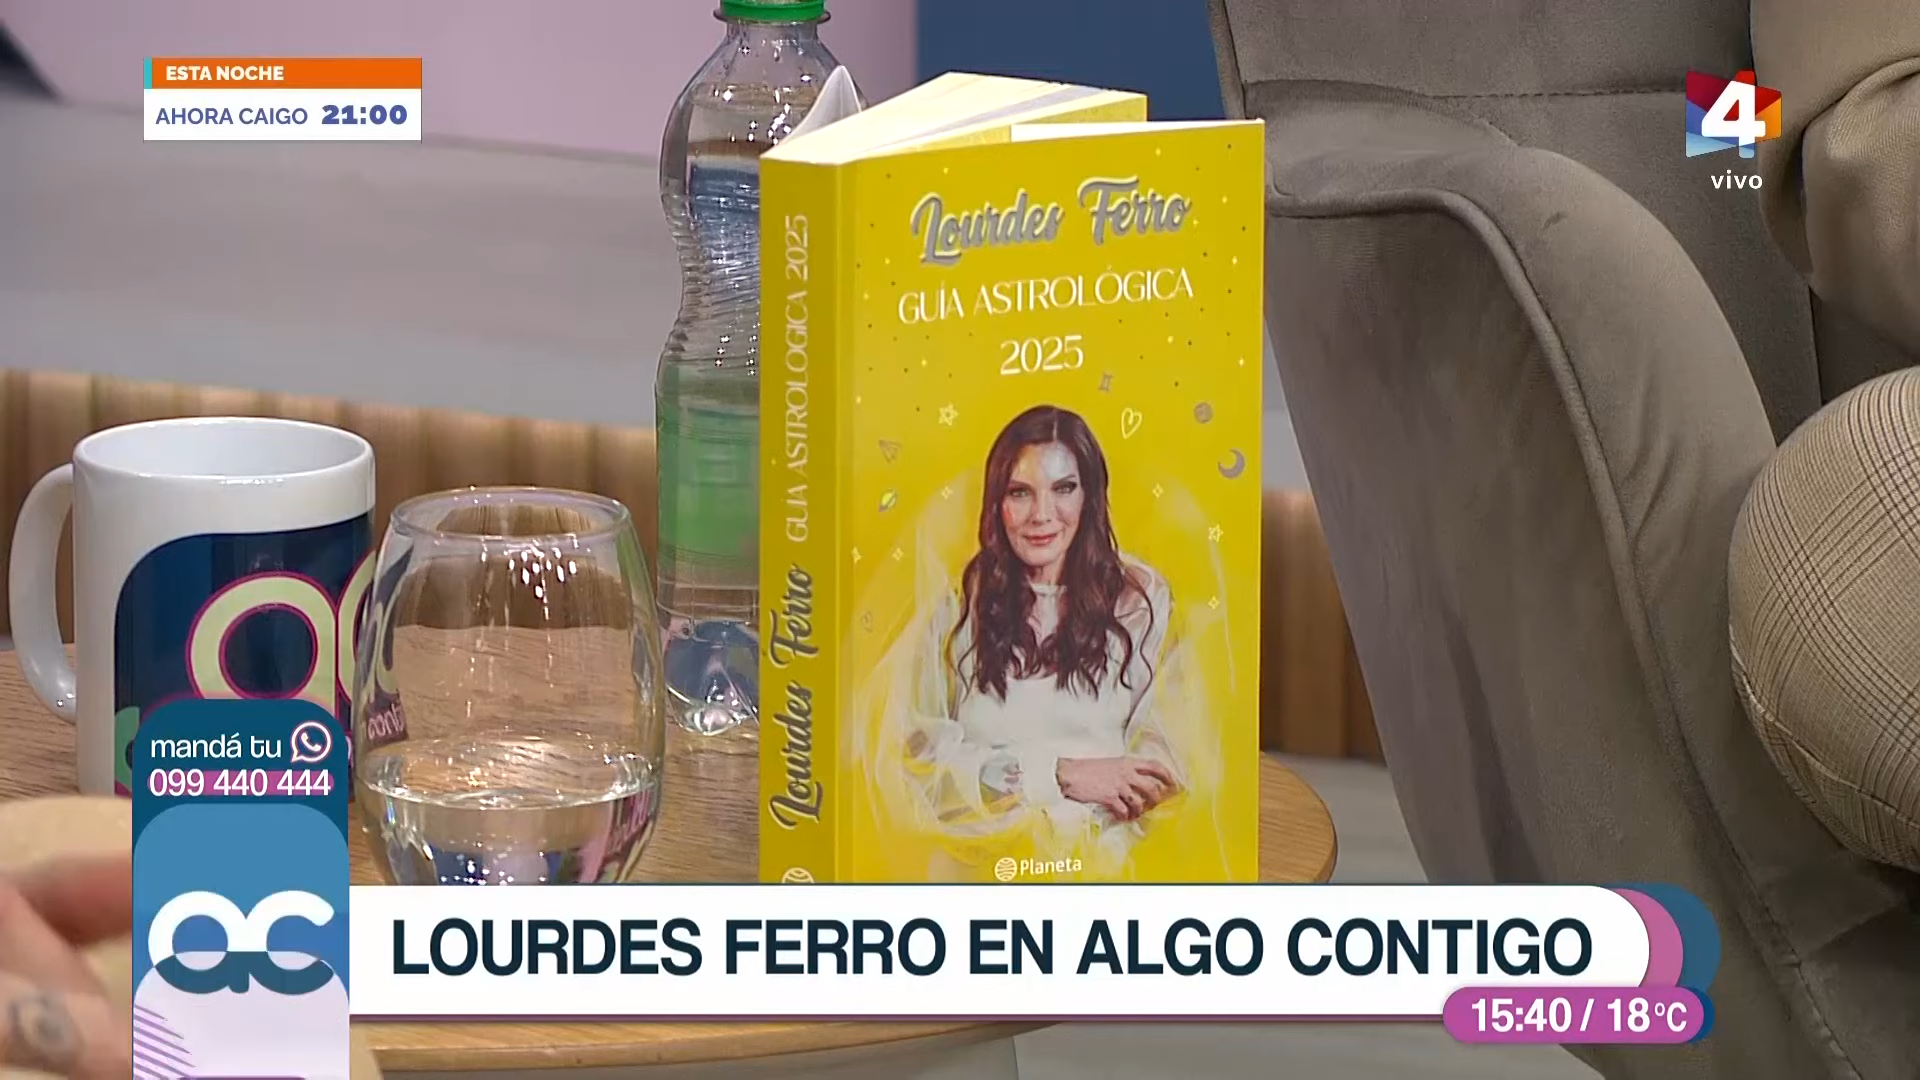 ESTA NOCHE
AHORA CAIGO 21:00
4
vivo
Lourdes Ferro
GUÍA ASTROLÓGICA
2025
Planeta
Lourdes Ferro GUÍA ASTROLÓGICA 2025
mandá tu
099 440 444
ac
LOURDES FERRO EN ALGO CONTIGO
15:40 / 18°C